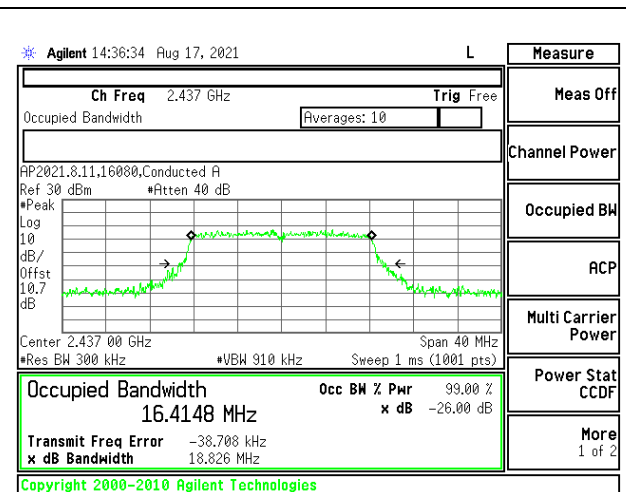 Agilent 14:36:34 Aug 17, 2021 L
Measure
Ch Freq 2.437 GHz Trig Free
Occupied Bandwidth Averages: 10
AP2021.8.11,16080,Conducted A
Ref 30 dBm #Atten 40 dB
#Peak
Log
10
dB/
Offst
10.7
dB
Center 2.437 00 GHz Span 40 MHz
#Res BW 300 kHz #VBW 910 kHz Sweep 1 ms (1001 pts)
Occupied Bandwidth Occ BW % Pwr 99.00 %
16.4148 MHz x dB -26.00 dB
Transmit Freq Error -38.708 kHz
x dB Bandwidth 18.826 MHz
Copyright 2000-2010 Agilent Technologies
Meas Off
Channel Power
Occupied BW
ACP
Multi Carrier
Power
Power Stat
CCDF
More
1 of 2